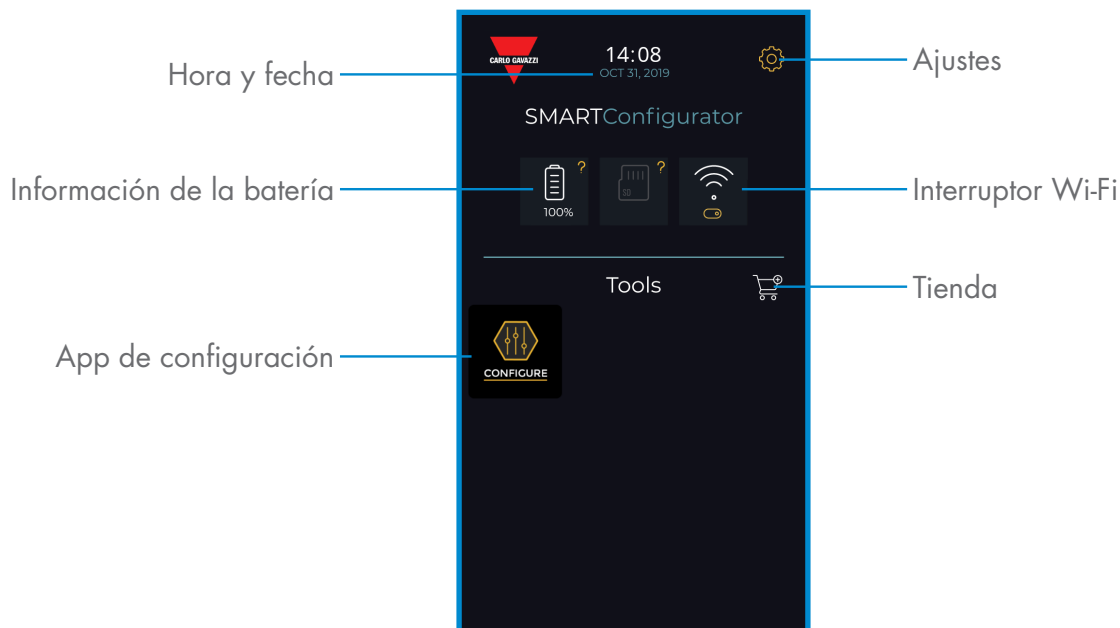 CARLO GAVAZZI
14:08
OCT 31, 2019
Hora y fecha
Ajustes
SMARTConfigurator
?
?
SD
100%
Información de la batería
Interruptor Wi-Fi
Tools
Tienda
CONFIGURE
App de configuración